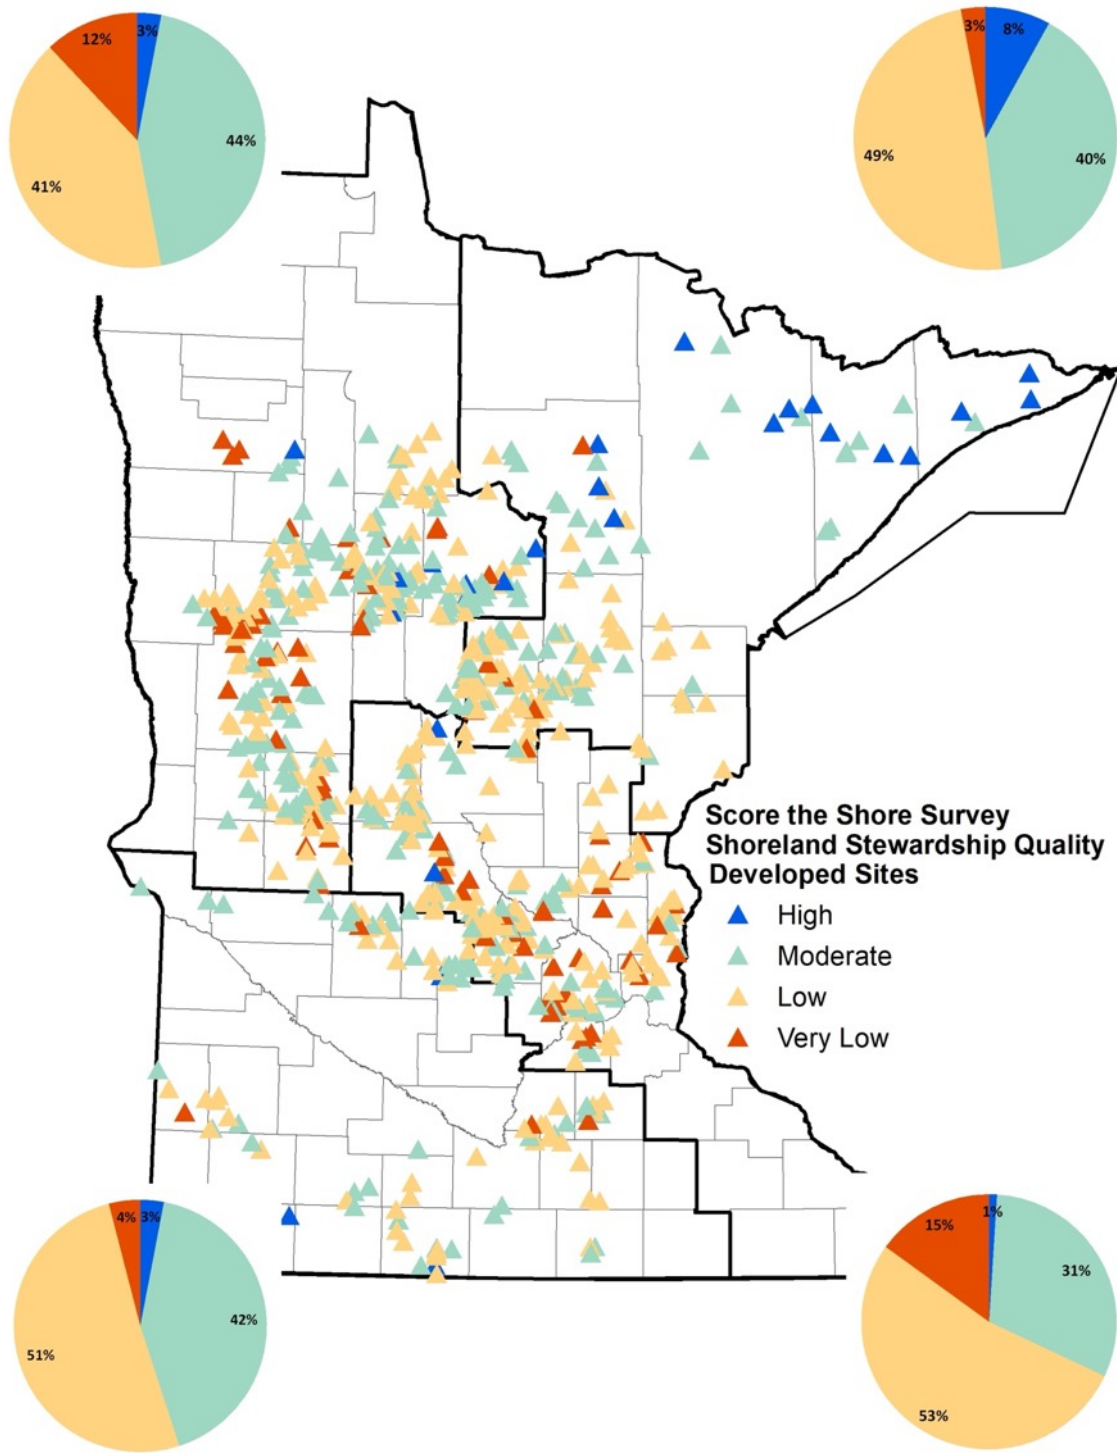 3%
12%
44%
41%
3%
8%
49%
40%
Score the Shore Survey
Shoreland Stewardship Quality
Developed Sites
High
Moderate
Low
Very Low
4%
3%
42%
51%
1%
15%
31%
53%